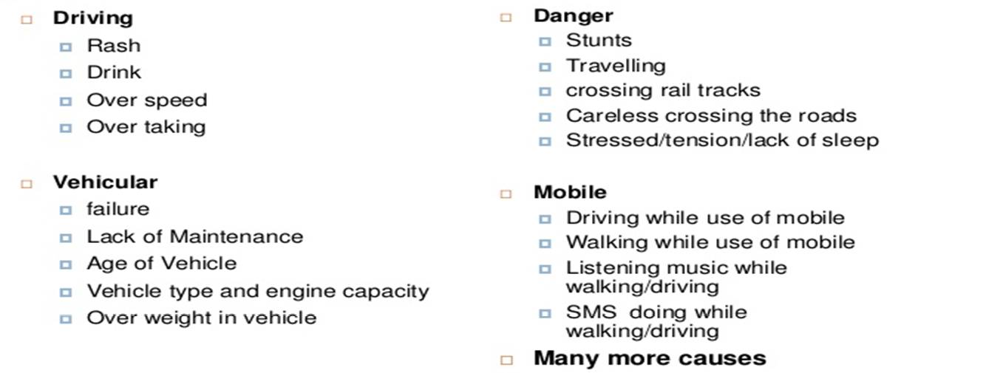 Driving
Rash
Drink
Over speed
Over taking
Vehicular
failure
Lack of Maintenance
Age of Vehicle
Vehicle type and engine capacity
Over weight in vehicle
Danger
Stunts
Travelling
crossing rail tracks
Careless crossing the roads
Stressed/tension/lack of sleep
Mobile
Driving while use of mobile
Walking while use of mobile
Listening music while
walking/driving
SMS  doing while
walking/driving
Many more causes